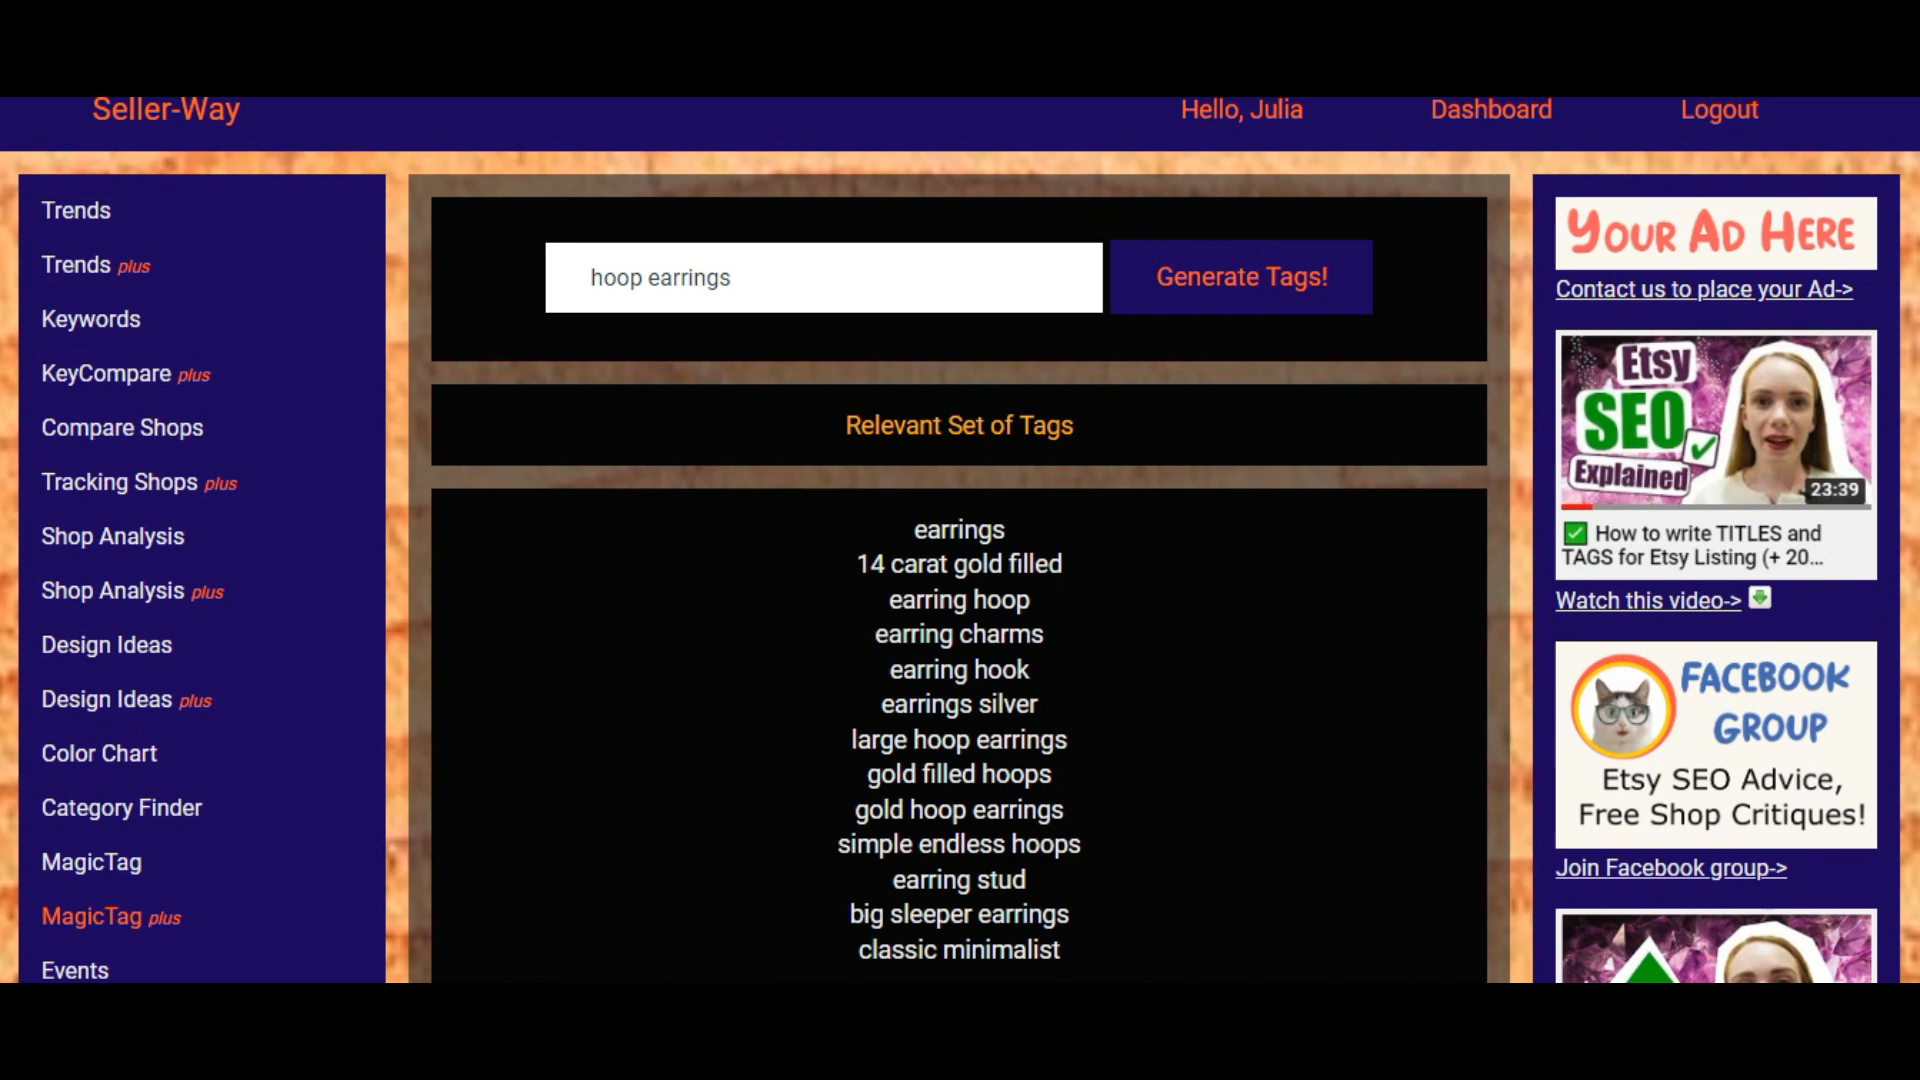 Seller-Way
Hello, Julia
Dashboard
Logout
Trends
Trends plus
Keywords
KeyCompare plus
Compare Shops
Tracking Shops plus
Shop Analysis
Shop Analysis plus
Design Ideas
Design Ideas plus
Color Chart
Category Finder
MagicTag
MagicTag plus
Events
hoop earrings
Generate Tags!
Relevant Set of Tags
earrings
14 carat gold filled
earring hoop
earring charms
earring hook
earrings silver
large hoop earrings
gold filled hoops
gold hoop earrings
simple endless hoops
earring stud
big sleeper earrings
classic minimalist
YOUR AD HERE
Contact us to place your Ad->
Etsy
SEO
Explained
23:39
✅ How to write TITLES and
TAGS for Etsy Listing (+ 20...
Watch this video->
FACEBOOK
GROUP
Etsy SEO Advice,
Free Shop Critiques!
Join Facebook group->